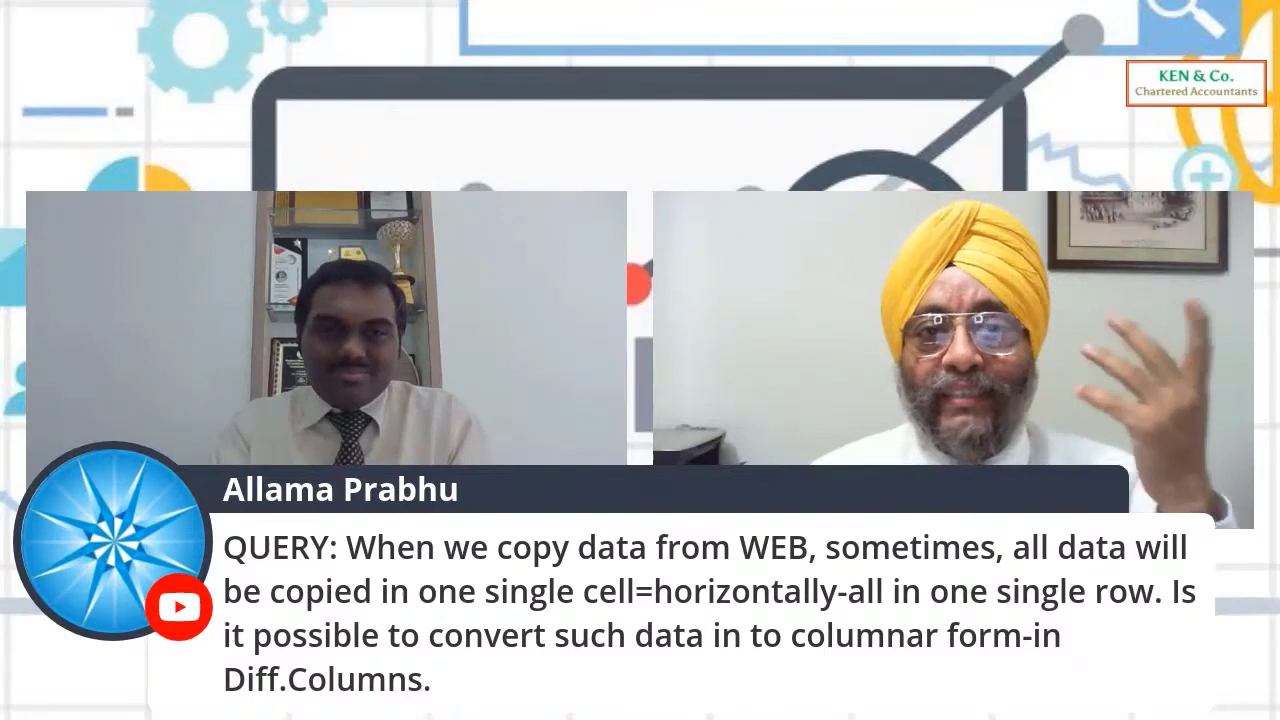 KEN & Co.
Chartered Accountants
Allama Prabhu
QUERY: When we copy data from WEB, sometimes, all data will
be copied in one single cell=horizontally-all in one single row. Is
it possible to convert such data in to columnar form-in
Diff.Columns.